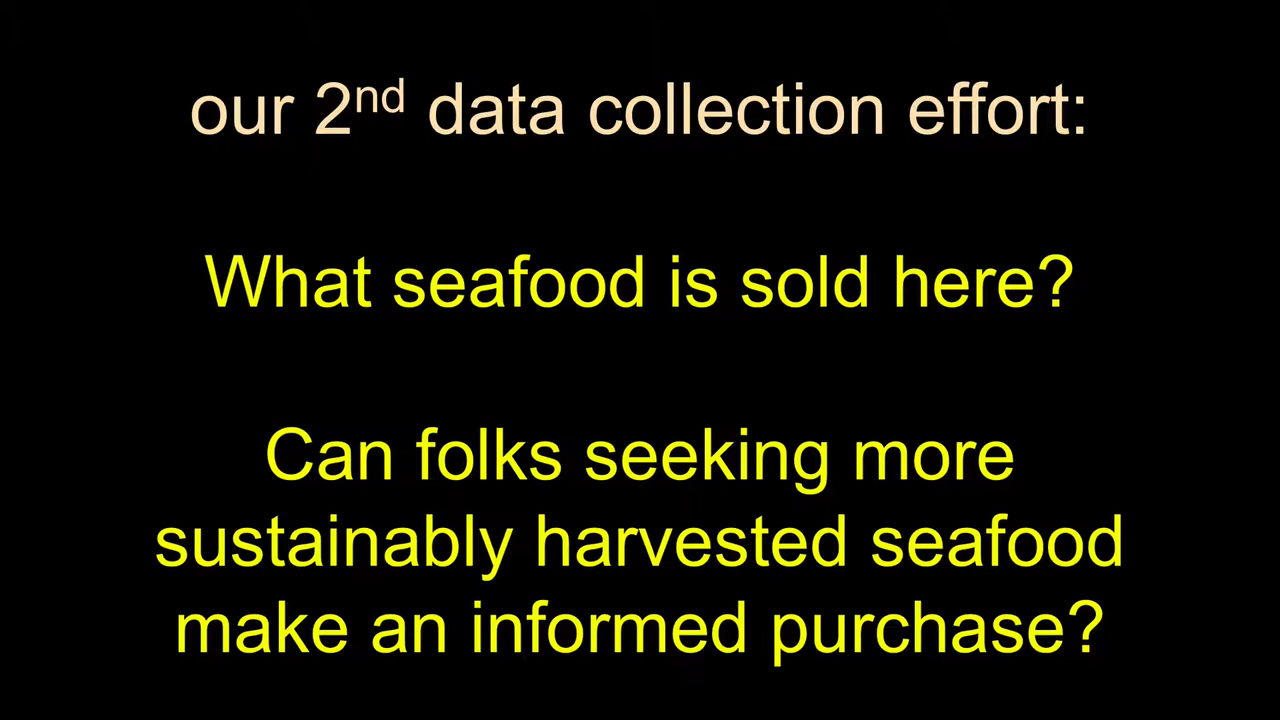 our 2nd data collection effort:
What seafood is sold here?
Can folks seeking more
sustainably harvested seafood
make an informed purchase?